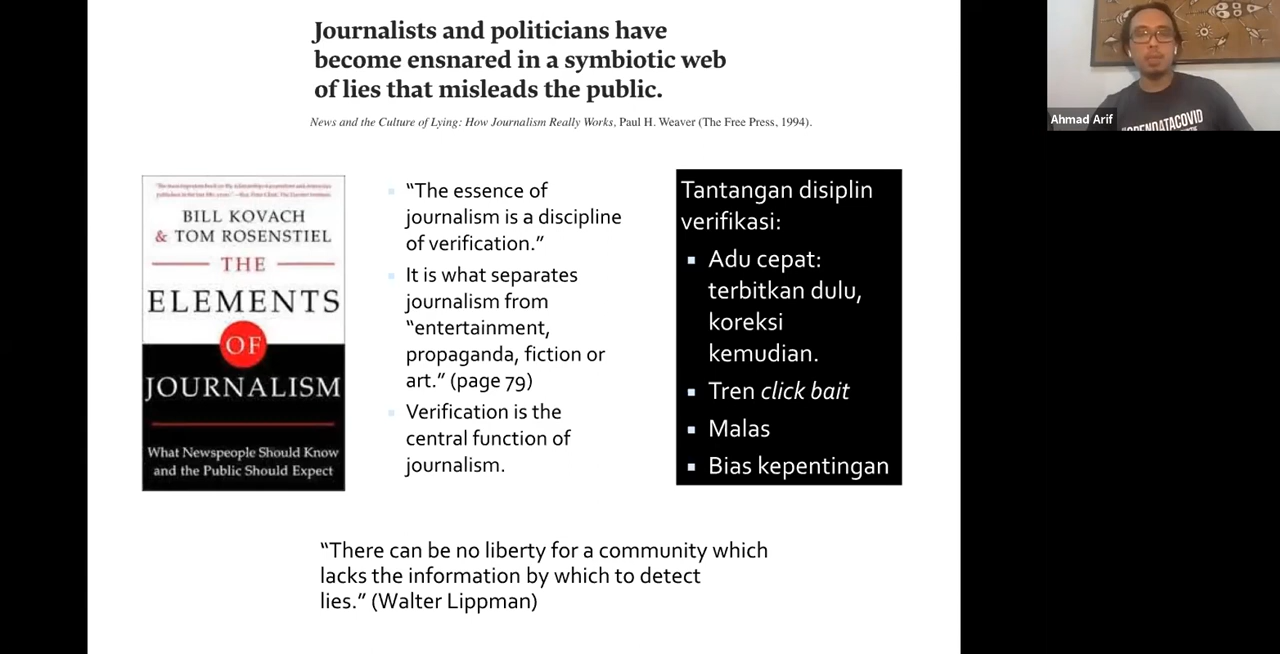 Journalists and politicians have
become ensnared in a symbiotic web
of lies that misleads the public.
News and the Culture of Lying: How Journalism Really Works, Paul H. Weaver (The Free Press, 1994).
BILL KOVACH
& TOM ROSENSTIEL
THE
ELEMENTS
OF
JOURNALISM
What Newspeople Should Know
and the Public Should Expect
“The essence of
journalism is a discipline
of verification.”
It is what separates
journalism from
“entertainment,
propaganda, fiction or
art.” (page 79)
Verification is the
central function of
journalism.
Tantangan disiplin
verifikasi:
Adu cepat:
terbitkan dulu,
koreksi
kemudian.
Tren click bait
Malas
Bias kepentingan
“There can be no liberty for a community which
lacks the information by which to detect
lies.” (Walter Lippman)
Ahmad Arif